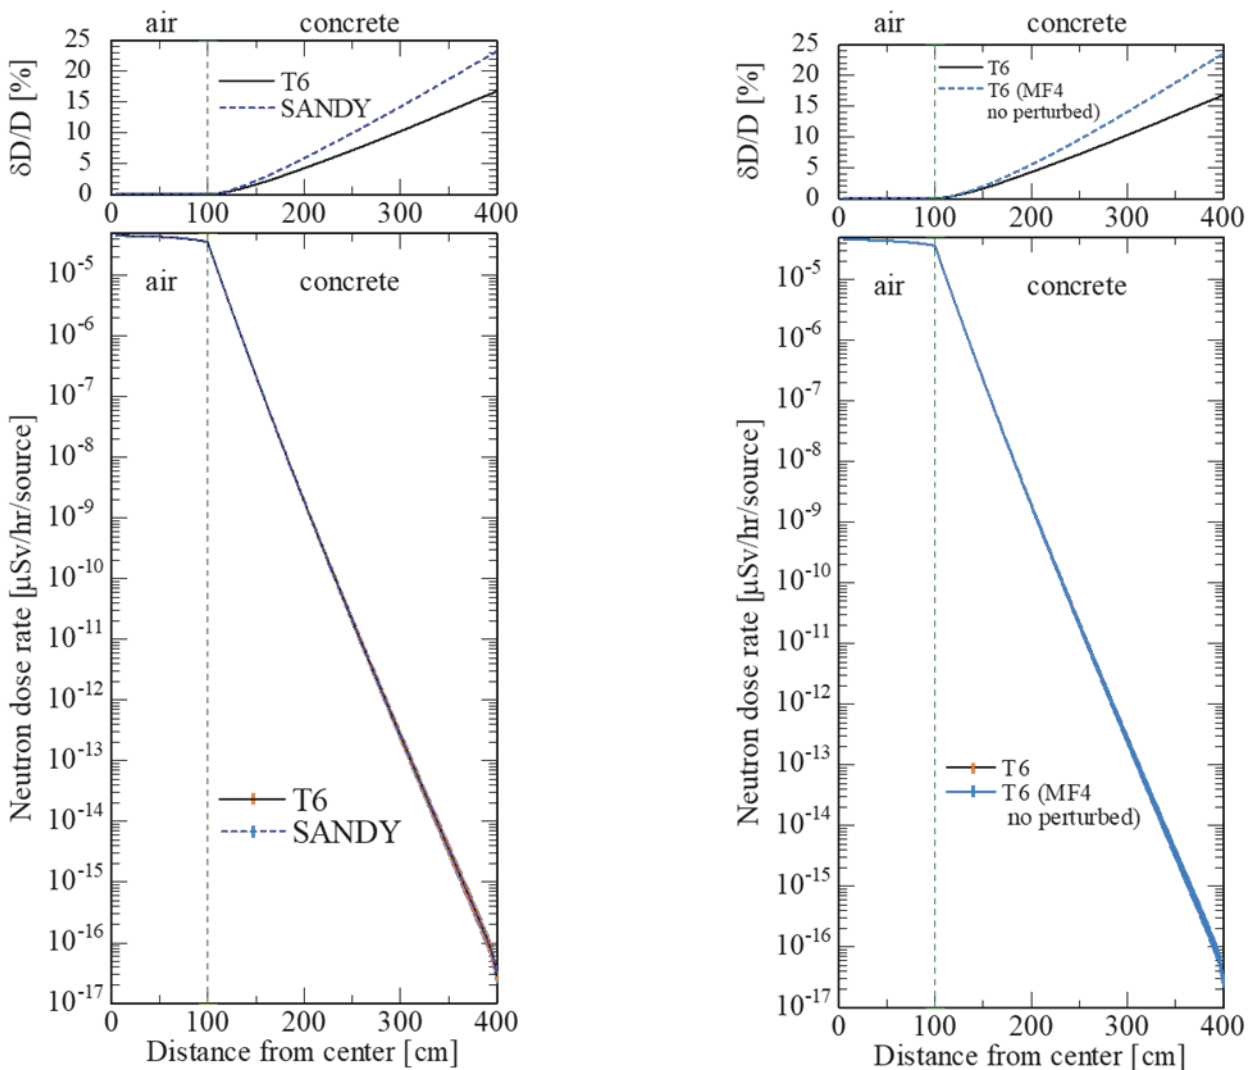 air concrete
25
20
15
10
5
0
δD/D [%]
T6
SANDY
0 100 200 300 400
air concrete
10-5
10-6
10-7
10-8
10-9
10-10
10-11
10-12
10-13
10-14
10-15
10-16
10-17
Neutron dose rate [μSv/hr/source]
T6
SANDY
0 100 200 300 400
Distance from center [cm]
air concrete
25
20
15
10
5
0
δD/D [%]
T6
T6 (MF4
no perturbed)
0 100 200 300 400
air concrete
10-5
10-6
10-7
10-8
10-9
10-10
10-11
10-12
10-13
10-14
10-15
10-16
10-17
Neutron dose rate [μSv/hr/source]
T6
T6 (MF4
no perturbed)
0 100 200 300 400
Distance from center [cm]